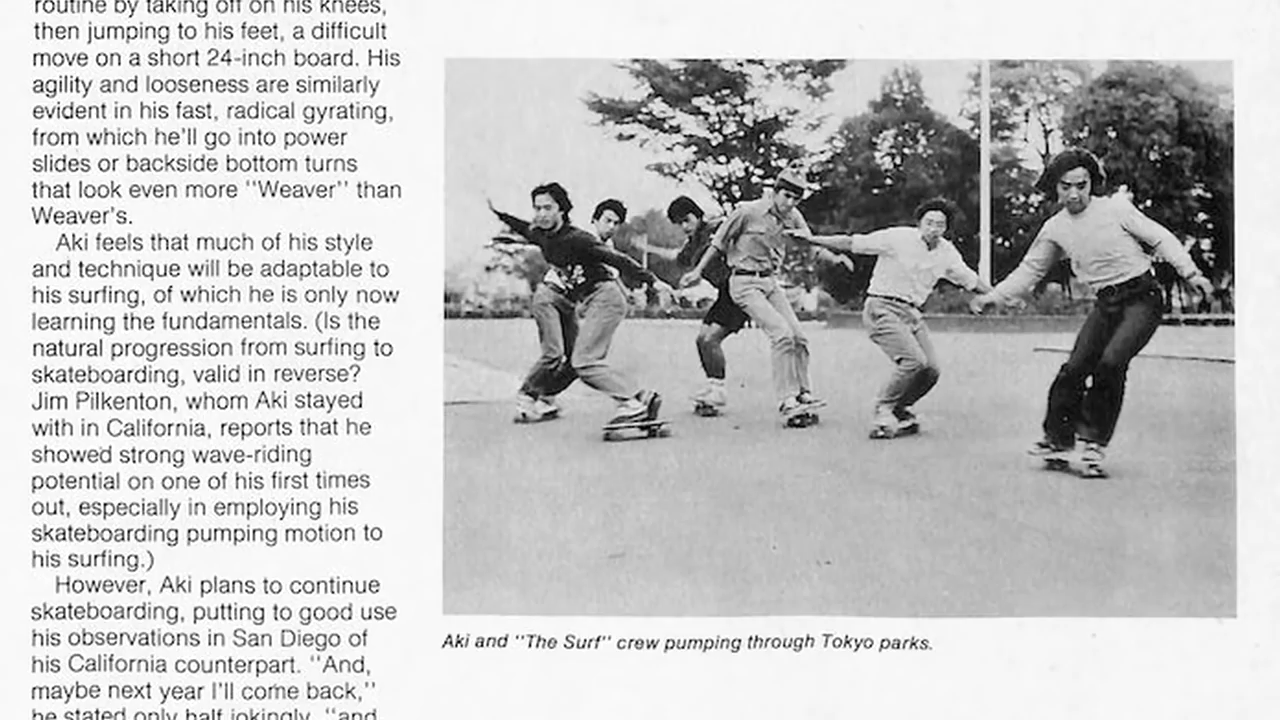 routine by taking off on his knees,
then jumping to his feet, a difficult
move on a short 24-inch board. His
agility and looseness are similarly
evident in his fast, radical gyrating,
from which he'll go into power
slides or backside bottom turns
that look even more "Weaver" than
Weaver's.
Aki feels that much of his style
and technique will be adaptable to
his surfing, of which he is only now
learning the fundamentals. (Is the
natural progression from surfing to
skateboarding, valid in reverse?
Jim Pilkenton, whom Aki stayed
with in California, reports that he
showed strong wave-riding
potential on one of his first times
out, especially in employing his
skateboarding pumping motion to
his surfing.)
However, Aki plans to continue
skateboarding, putting to good use
his observations in San Diego of
his California counterpart. "And,
maybe next year I'll come back,"
he stated only half jokingly, "and
Aki and "The Surf" crew pumping through Tokyo parks.